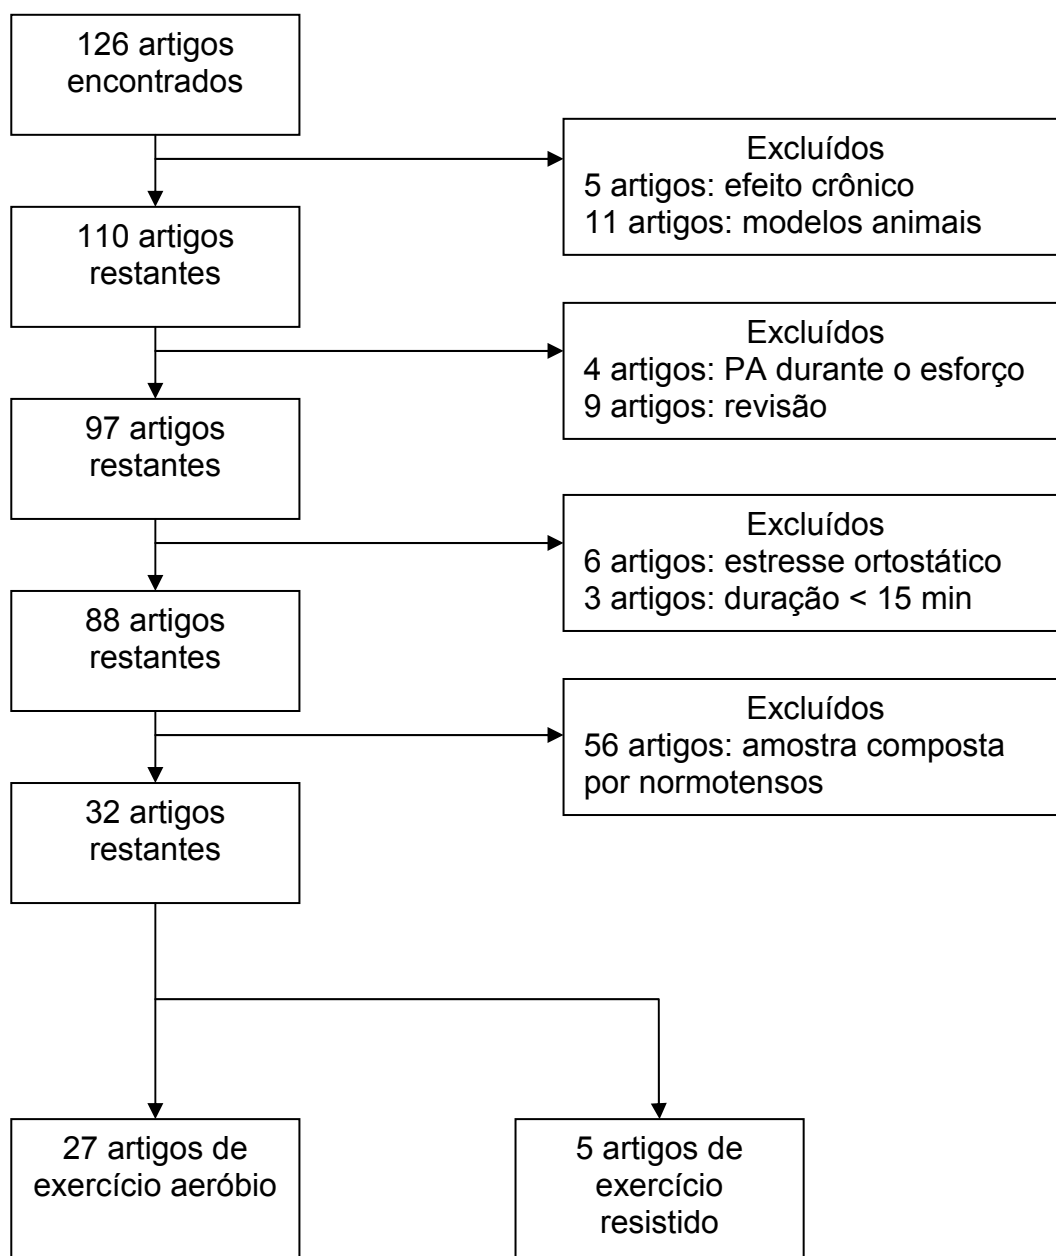 126 artigos
encontrados
Excluídos
5 artigos: efeito crônico
11 artigos: modelos animais
110 artigos
restantes
Excluídos
4 artigos: PA durante o esforço
9 artigos: revisão
97 artigos
restantes
Excluídos
6 artigos: estresse ortostático
3 artigos: duração < 15 min
88 artigos
restantes
Excluídos
56 artigos: amostra composta
por normotensos
32 artigos
restantes
27 artigos de
exercício aeróbio
5 artigos de
exercício
resistido